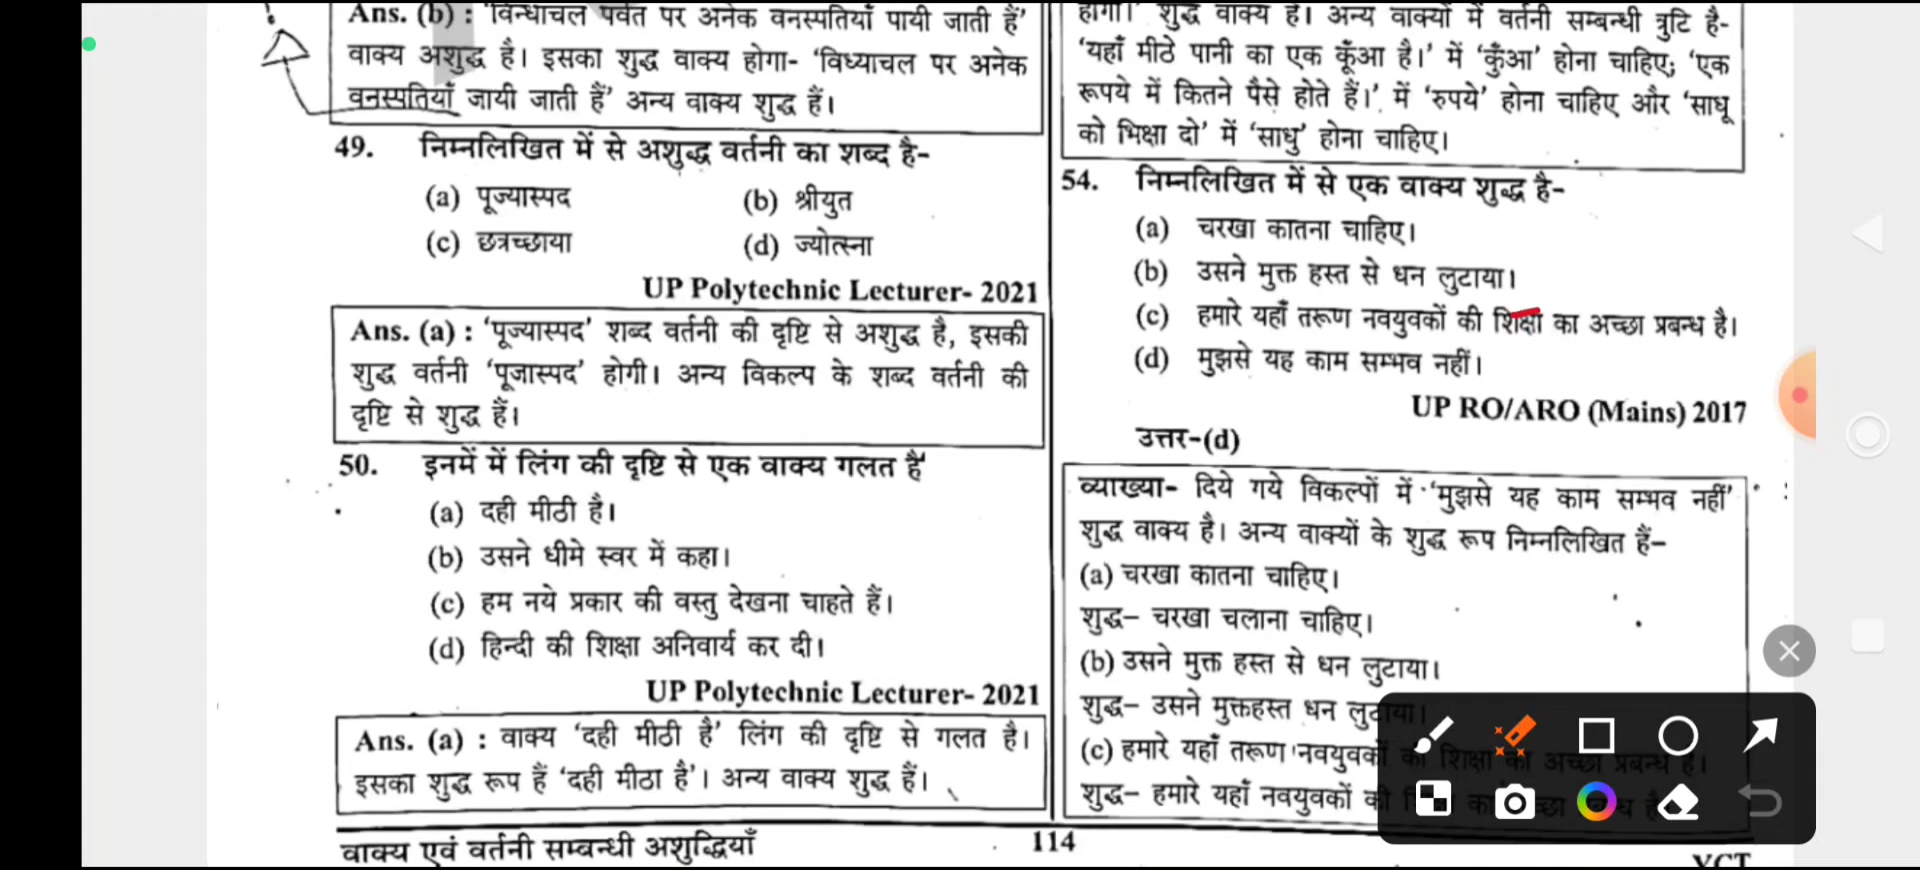 Ans. (b) : 'विन्धाचल पर्वत पर अनेक वनस्पतियाँ पायी जाती हैं'
वाक्य अशुद्ध है। इसका शुद्ध वाक्य होगा- 'विध्याचल पर अनेक
वनस्पतियाँ जायी जाती हैं' अन्य वाक्य शुद्ध हैं।
49. निम्नलिखित में से अशुद्ध वर्तनी का शब्द है-
(a) पूज्यास्पद (b) श्रीयुत
(c) छत्रच्छाया (d) ज्योत्स्ना
UP Polytechnic Lecturer- 2021
Ans. (a) : 'पूज्यास्पद' शब्द वर्तनी की दृष्टि से अशुद्ध है, इसकी
शुद्ध वर्तनी 'पूजास्पद' होगी। अन्य विकल्प के शब्द वर्तनी की
दृष्टि से शुद्ध हैं।
50. इनमें में लिंग की दृष्टि से एक वाक्य गलत है
(a) दही मीठी है।
(b) उसने धीमे स्वर में कहा।
(c) हम नये प्रकार की वस्तु देखना चाहते हैं।
(d) हिन्दी की शिक्षा अनिवार्य कर दी।
UP Polytechnic Lecturer- 2021
Ans. (a) : वाक्य 'दही मीठी है' लिंग की दृष्टि से गलत है।
इसका शुद्ध रूप हैं 'दही मीठा है'। अन्य वाक्य शुद्ध हैं।
वाक्य एवं वर्तनी सम्बन्धी अशुद्धियाँ
114
होगा।' शुद्ध वाक्य है। अन्य वाक्यों में वर्तनी सम्बन्धी त्रुटि है-
'यहाँ मीठे पानी का एक कूँआ है।' में 'कुँआ' होना चाहिए; 'एक
रूपये में कितने पैसे होते हैं।' में 'रुपये' होना चाहिए और 'साधू
को भिक्षा दो' में 'साधु' होना चाहिए।
54. निम्नलिखित में से एक वाक्य शुद्ध है-
(a) चरखा कातना चाहिए।
(b) उसने मुक्त हस्त से धन लुटाया।
(c) हमारे यहाँ तरूण नवयुवकों की शिक्षा का अच्छा प्रबन्ध है।
(d) मुझसे यह काम सम्भव नहीं।
UP RO/ARO (Mains) 2017
उत्तर-(d)
व्याख्या- दिये गये विकल्पों में 'मुझसे यह काम सम्भव नहीं'
शुद्ध वाक्य है। अन्य वाक्यों के शुद्ध रूप निम्नलिखित हैं-
(a) चरखा कातना चाहिए।
शुद्ध- चरखा चलाना चाहिए।
(b) उसने मुक्त हस्त से धन लुटाया।
शुद्ध- उसने मुक्तहस्त धन लुटाया।
(c) हमारे यहाँ तरूण नवयुवकों की शिक्षा का अच्छा प्रबन्ध है।
शुद्ध- हमारे यहाँ नवयुवकों की
YCT